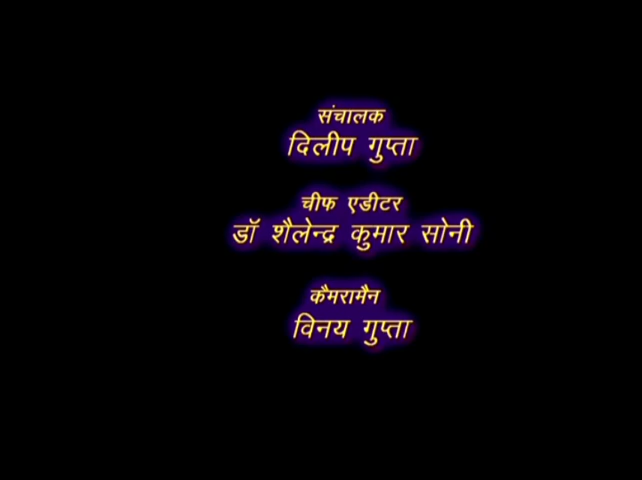 संचालक
दिलीप गुप्ता
चीफ एडीटर
डॉ शैलेन्द्र कुमार सोनी
कैमरामैन
विनय गुप्ता